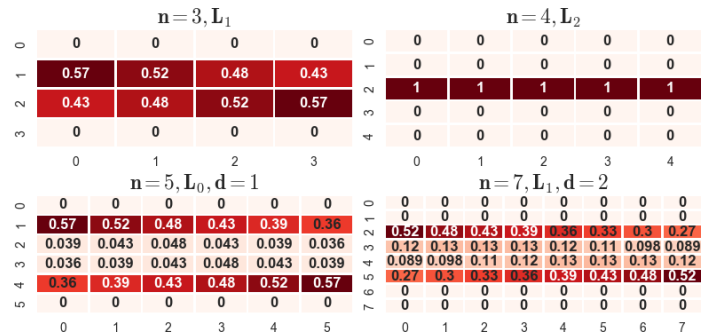 n = 3, L₁
0 0 0 0 0
1 0.57 0.52 0.48 0.43
2 0.43 0.48 0.52 0.57
3 0 0 0 0
0 1 2 3
n = 4, L₂
0 0 0 0 0 0
1 0 0 0 0 0
2 1 1 1 1 1
3 0 0 0 0 0
4 0 0 0 0 0
0 1 2 3 4
n = 5, L₀, d = 1
0 0 0 0 0 0 0
1 0.57 0.52 0.48 0.43 0.39 0.36
2 0.039 0.043 0.048 0.043 0.039 0.036
3 0.036 0.039 0.043 0.048 0.043 0.039
4 0.36 0.39 0.43 0.48 0.52 0.57
5 0 0 0 0 0 0
0 1 2 3 4 5
n = 7, L₁, d = 2
0 0 0 0 0 0 0 0 0
1 0 0 0 0 0 0 0 0
2 0.52 0.48 0.43 0.39 0.36 0.33 0.3 0.27
3 0.12 0.13 0.13 0.13 0.12 0.11 0.098 0.089
4 0.089 0.098 0.11 0.12 0.13 0.13 0.13 0.12
5 0.27 0.3 0.33 0.36 0.39 0.43 0.48 0.52
6 0 0 0 0 0 0 0 0
7 0 0 0 0 0 0 0 0
0 1 2 3 4 5 6 7